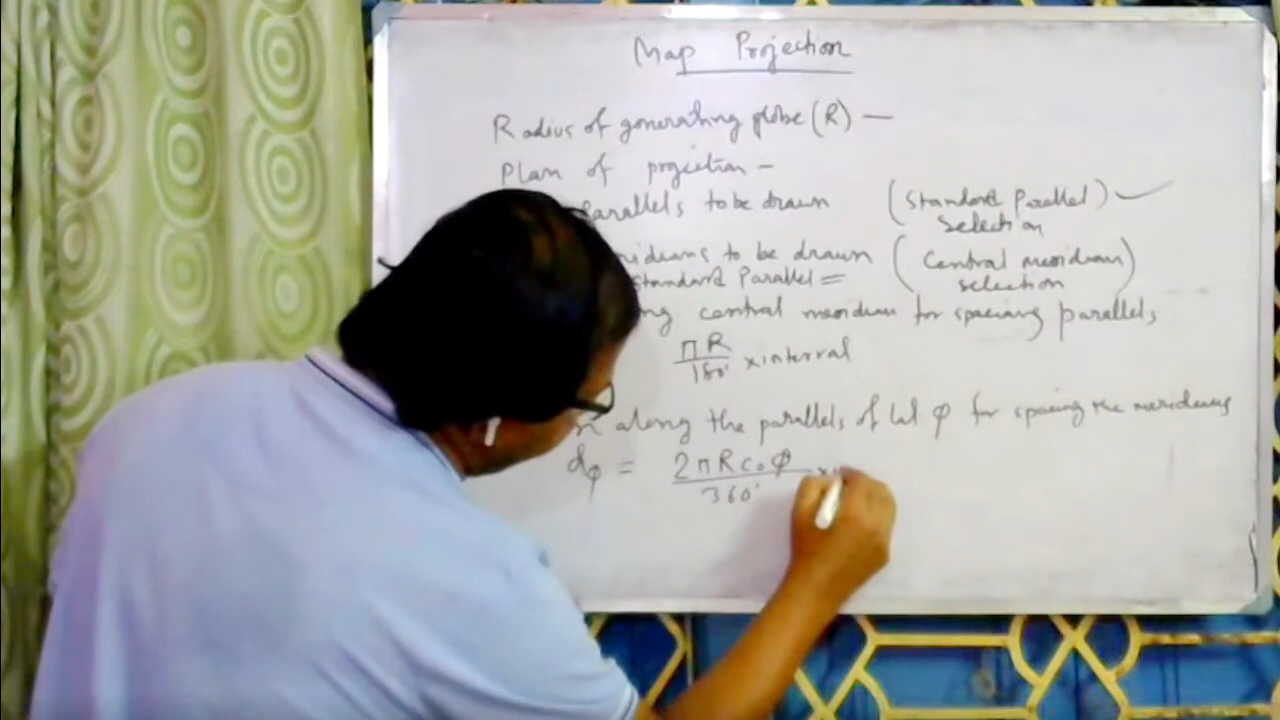 Map Projection
Radius of generating globe (R) —
Plan of projection –
Parallels to be drawn (Standard Parallel)
Selection
to be drawn (Central meridian)
Standard Parallel = selection
central meridian for spacing parallels
πR
180° x interval
along the parallels of lat φ for spacing the meridians
dφ = 2πR cosφ
360° x